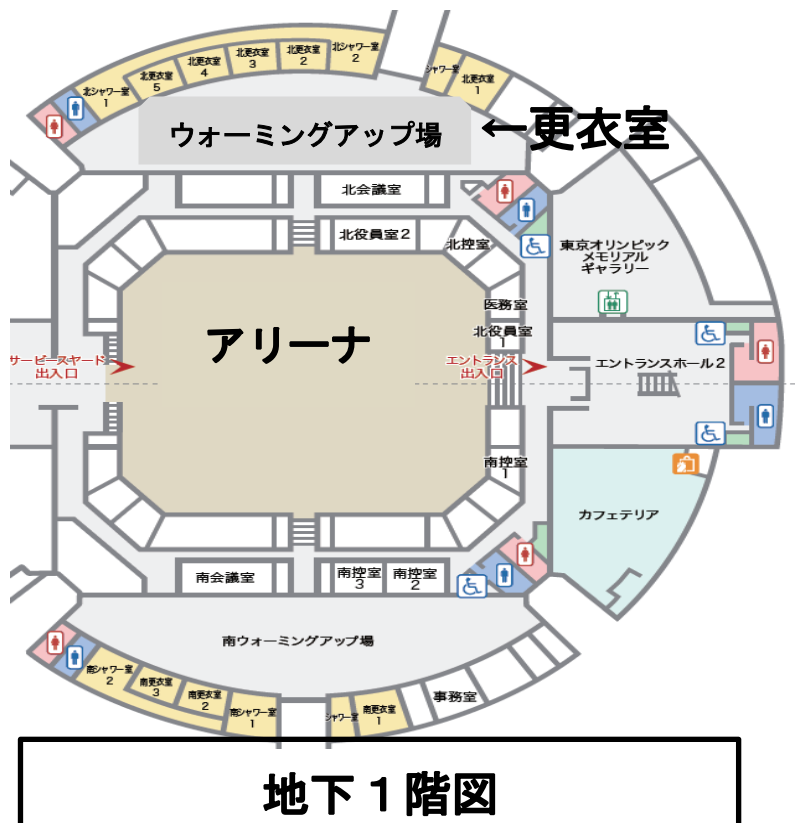 北シャワー室
1
北更衣室
5
北更衣室
4
北更衣室
3
北更衣室
2
北シャワー室
2
シャワー室
北更衣室
1
ウォーミングアップ場
←更衣室
北会議室
北役員室2
北控室
東京オリンピック
メモリアル
ギャラリー
医務室
北役員室
1
アリーナ
サービスヤード
出入口
エントランス
出入口
エントランスホール2
南控室
1
カフェテリア
南会議室
南控室
3
南控室
2
南ウォーミングアップ場
南シャワー室
2
南更衣室
3
南更衣室
2
南シャワー室
1
シャワー室
南更衣室
1
事務室
地下1階図